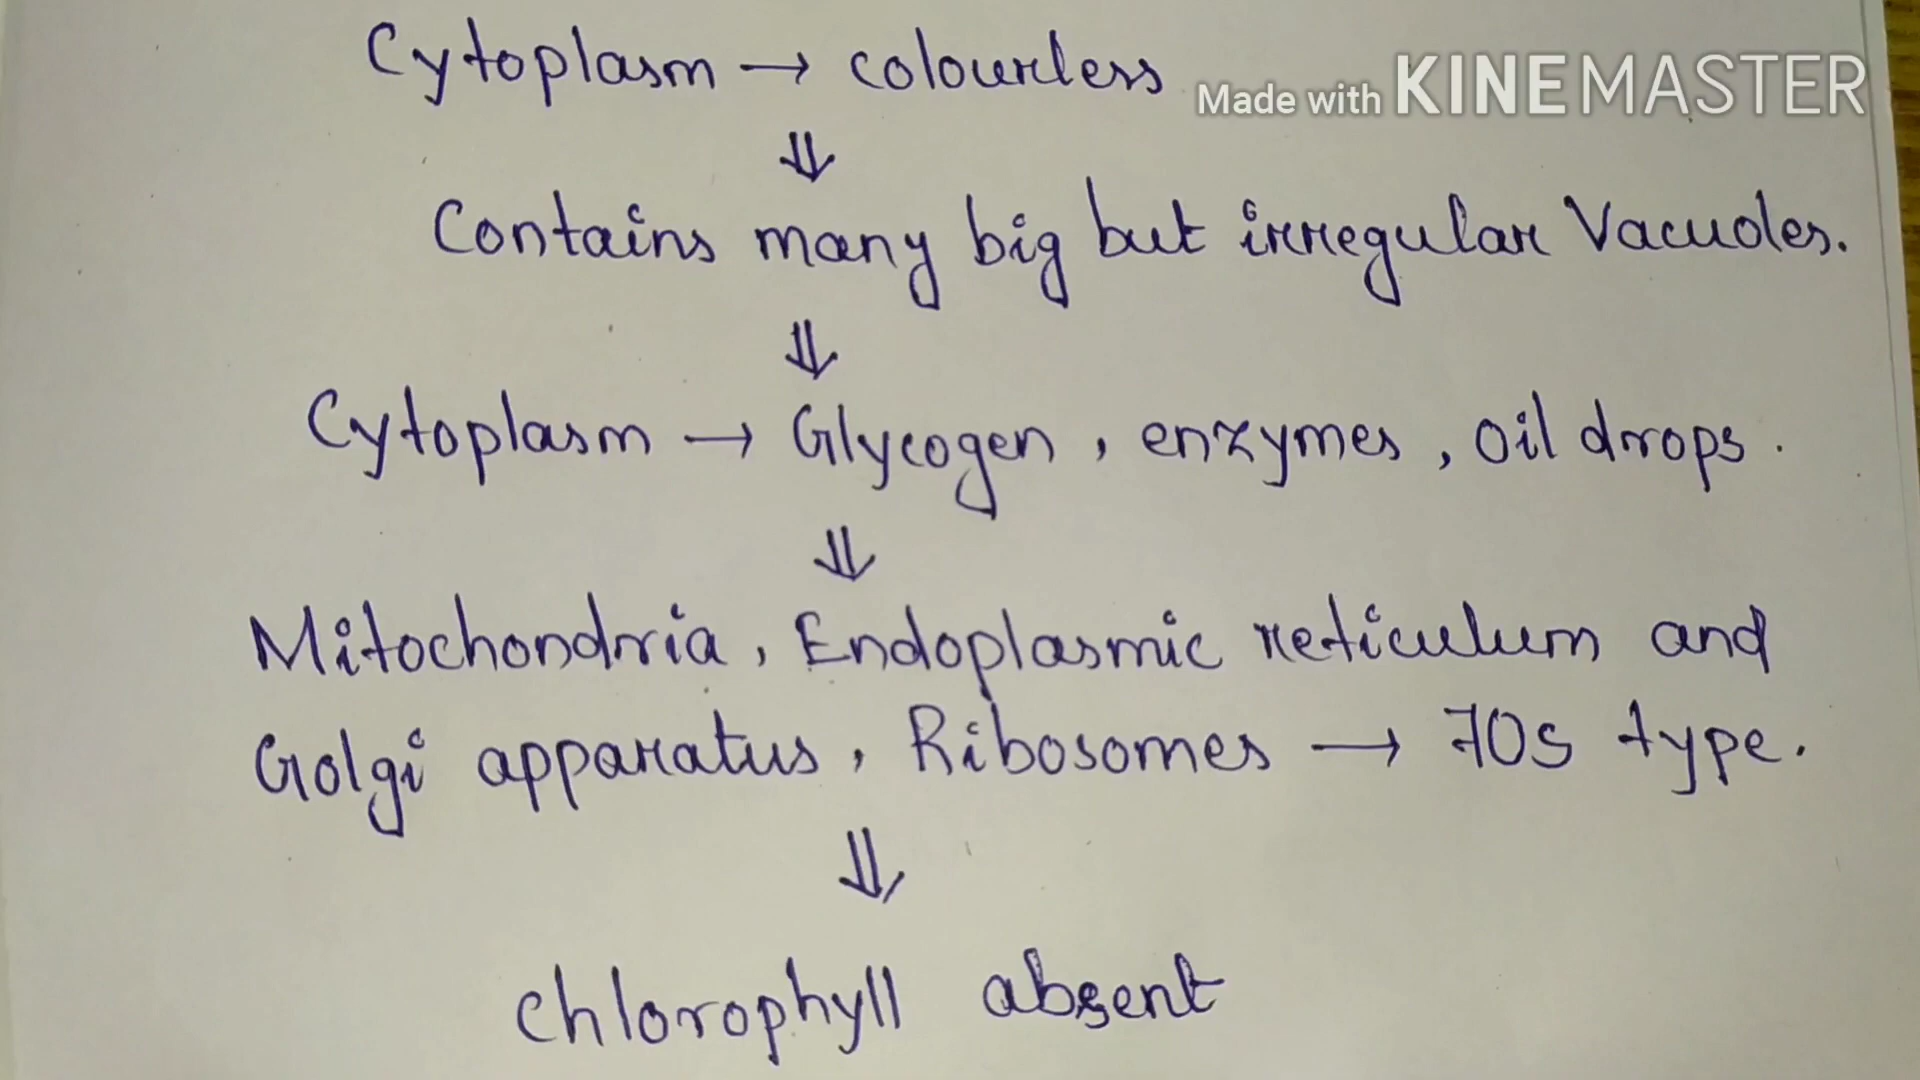 Cytoplasm → colourless
Made with KINEMASTER
⇓
Contains many big but irregular Vacuoles.
⇓
Cytoplasm → Glycogen, enzymes, oil drops.
⇓
Mitochondria, Endoplasmic reticulum and
Golgi apparatus, Ribosomes → 70s type.
⇓
chlorophyll absent